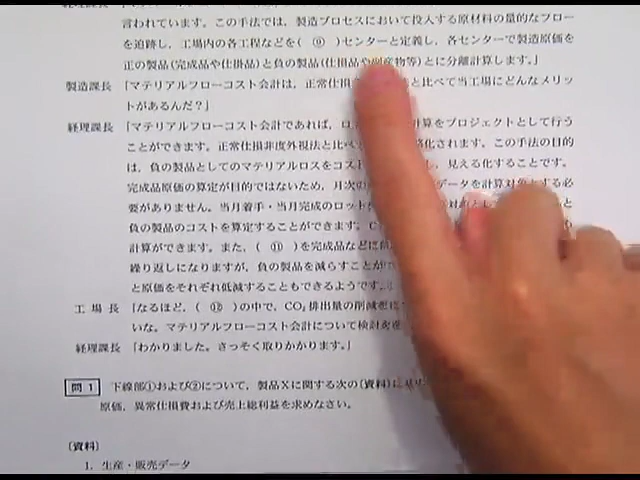 言われています。この手法では，製造プロセスにおいて投入する原材料の量的なフロー
を追跡し，工場内の各工程などを（ ⑨ ）センターと定義し，各センターで製造原価を
正の製品(完成品や仕掛品)と負の製品(仕損品や副産物等)とに分離計算します。」
製造課長 「マテリアルフローコスト会計は，正常仕損 と比べて当工場にどんなメリッ
トがあるんだ？」
経理課長 「マテリアルフローコスト会計であれば， 計算をプロジェクトとして行う
ことができます。正常仕損非度外視法と比べ 略化されます。この手法の目的
は，負の製品としてのマテリアルロスをコスト し，見える化することです。
完成品原価の算定が目的ではないため，月次の データを計算対象とする必
要がありません。当月着手・当月完成のロット
負の製品のコストを算定することができます。
計算ができます。また，（ ⑪ ）を完成品などに
繰り返しになりますが，負の製品を減らすことが
と原価をそれぞれ低減することもできるようです。
工 場 長 「なるほど，（ ⑫ ）の中で，CO₂排出量の削減
いな。マテリアルフローコスト会計について検討
経理課長 「わかりました。さっそく取りかかります。」
問 1 下線部①および②について，製品Xに関する次の〔資料〕に
原価，異常仕損費および売上総利益を求めなさい。
〔資料〕
1．生産・販売データ